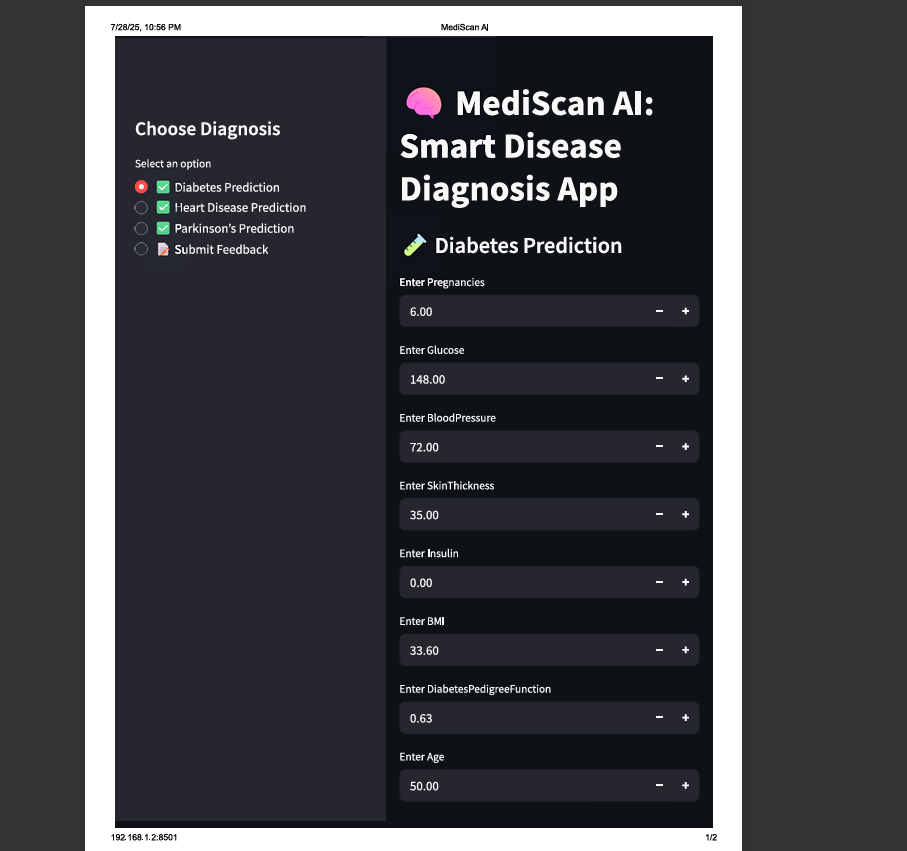 7/28/25, 10:56 PM
MediScan AI
Choose Diagnosis
Select an option
Diabetes Prediction
Heart Disease Prediction
Parkinson's Prediction
Submit Feedback
MediScan AI:
Smart Disease
Diagnosis App
Diabetes Prediction
Enter Pregnancies
6.00
Enter Glucose
148.00
Enter BloodPressure
72.00
Enter SkinThickness
35.00
Enter Insulin
0.00
Enter BMI
33.60
Enter DiabetesPedigreeFunction
0.63
Enter Age
50.00
192.168.1.2:8501
1/2